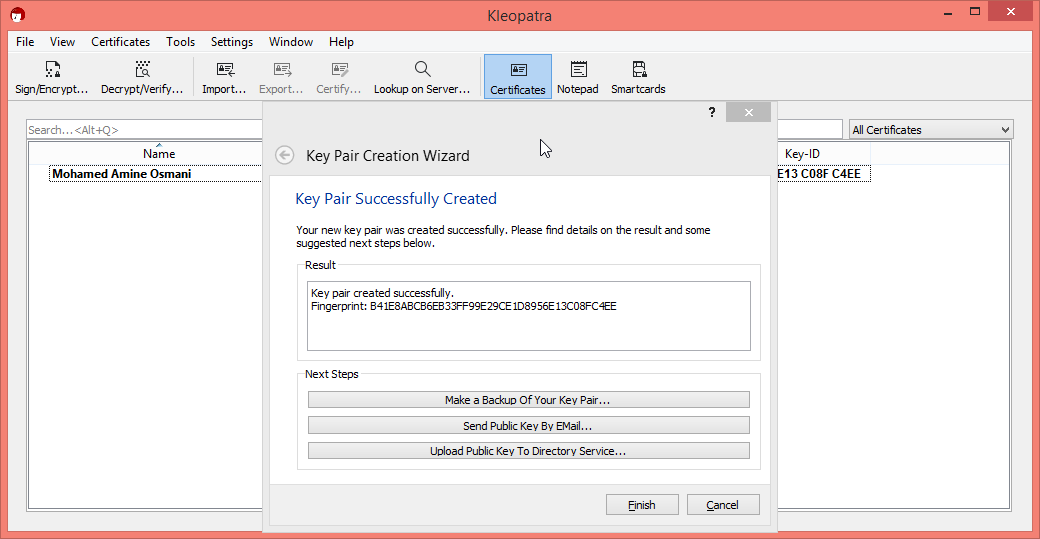 Kleopatra
File View Certificates Tools Settings Window Help
Sign/Encrypt... Decrypt/Verify... Import... Export... Certify... Lookup on Server... Certificates Notepad Smartcards
?
Search...<Alt+Q>
All Certificates
Name Key-ID
Mohamed Amine Osmani E13 C08F C4EE
Key Pair Creation Wizard
Key Pair Successfully Created
Your new key pair was created successfully. Please find details on the result and some
suggested next steps below.
Result
Key pair created successfully.
Fingerprint: B41E8ABCB6EB33FF99E29CE1D8956E13C08FC4EE
Next Steps
Make a Backup Of Your Key Pair...
Send Public Key By EMail...
Upload Public Key To Directory Service...
Finish Cancel